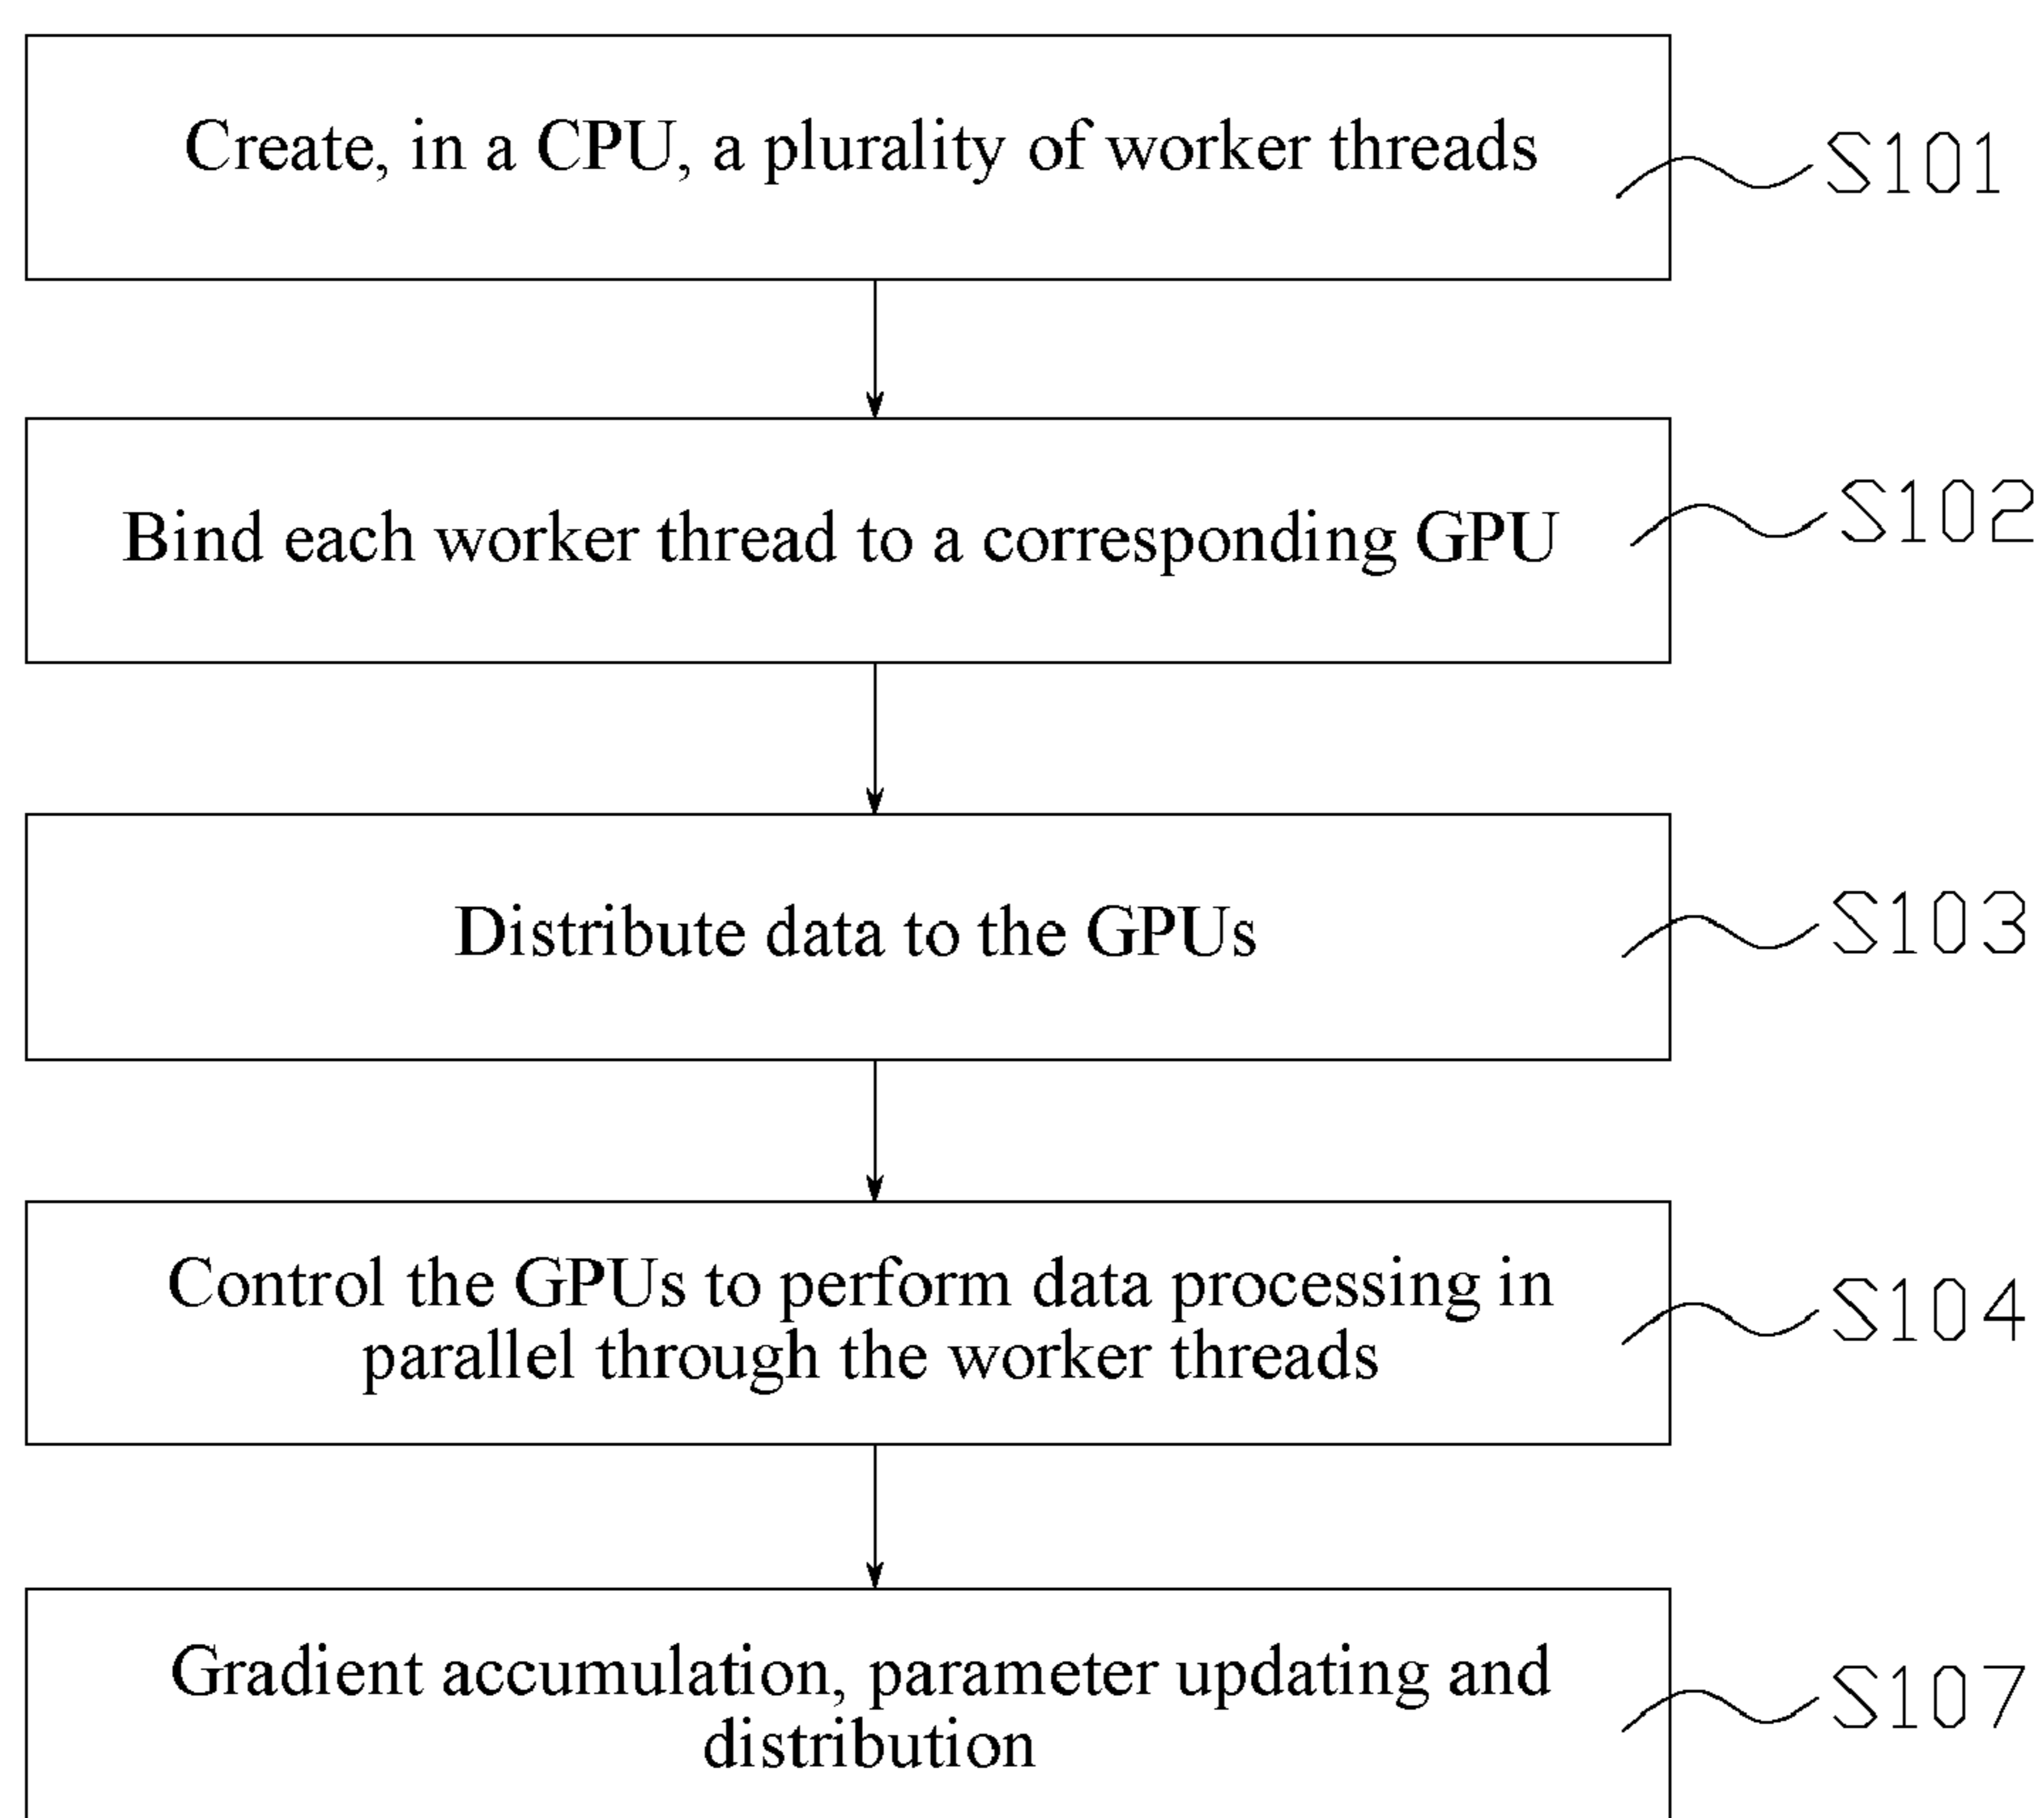 Create, in a CPU, a plurality of worker threads
S101
Bind each worker thread to a corresponding GPU
S102
Distribute data to the GPUs
S103
Control the GPUs to perform data processing in
parallel through the worker threads
S104
Gradient accumulation, parameter updating and
distribution
S107